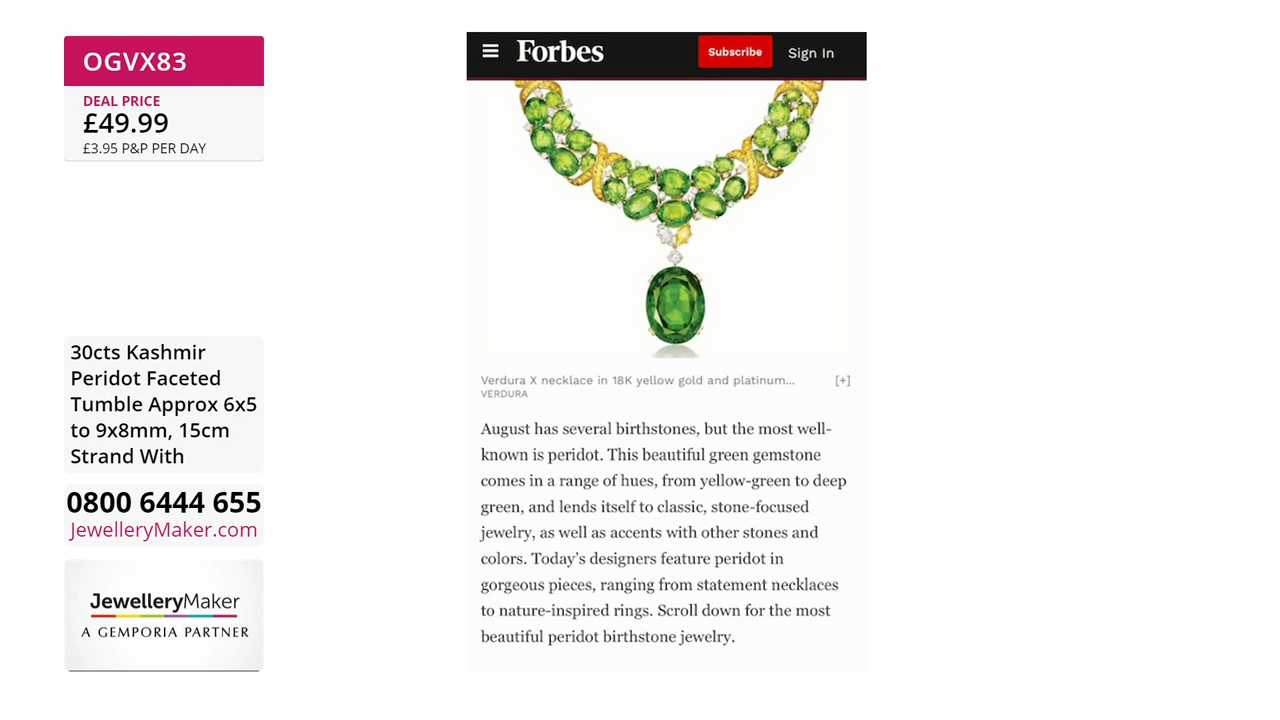 OGVX83
DEAL PRICE
£49.99
£3.95 P&P PER DAY
30cts Kashmir
Peridot Faceted
Tumble Approx 6x5
to 9x8mm, 15cm
Strand With
0800 6444 655
JewelleryMaker.com
JewelleryMaker
A GEMPORIA PARTNER
Forbes
Subscribe
Sign In
Verdura X necklace in 18K yellow gold and platinum... [+]
VERDURA
August has several birthstones, but the most well-
known is peridot. This beautiful green gemstone
comes in a range of hues, from yellow-green to deep
green, and lends itself to classic, stone-focused
jewelry, as well as accents with other stones and
colors. Today's designers feature peridot in
gorgeous pieces, ranging from statement necklaces
to nature-inspired rings. Scroll down for the most
beautiful peridot birthstone jewelry.